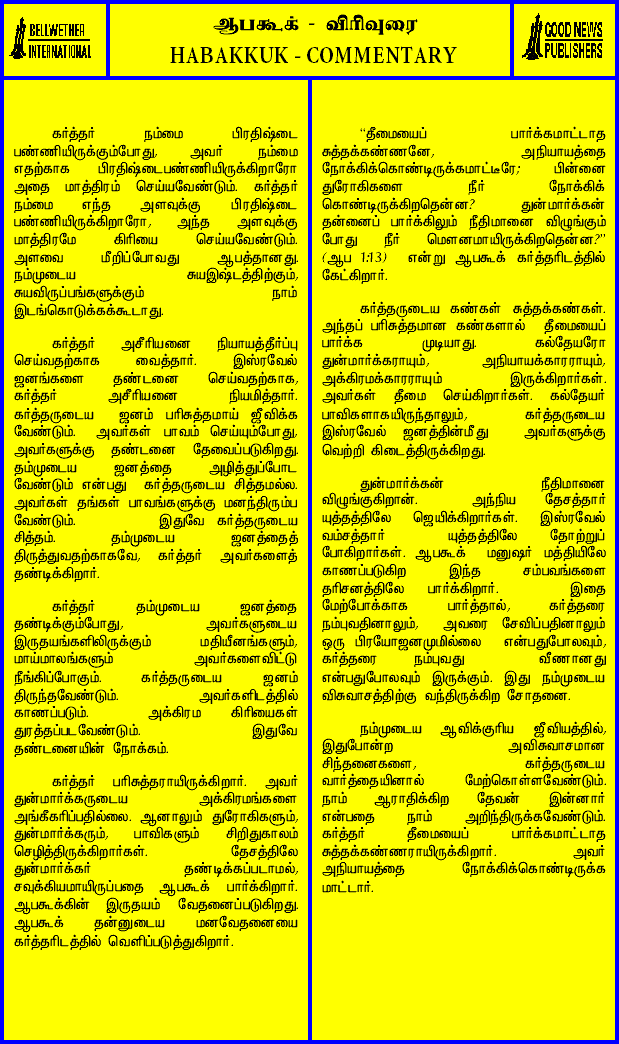 BELLWETHER
INTERNATIONAL
ஆபகூக் - விரிவுரை
HABAKKUK - COMMENTARY
GOOD NEWS
PUBLISHERS
கர்த்தர் நம்மை பிரதிஷ்டை
பண்ணியிருக்கும்போது, அவர் நம்மை
எதற்காக பிரதிஷ்டைபண்ணியிருக்கிறாரோ
அதை மாத்திரம் செய்யவேண்டும். கர்த்தர்
நம்மை எந்த அளவுக்கு பிரதிஷ்டை
பண்ணியிருக்கிறாரோ, அந்த அளவுக்கு
மாத்திரமே கிரியை செய்யவேண்டும்.
அளவை மீறிப்போவது ஆபத்தானது.
நம்முடைய சுயஇஷ்டத்திற்கும்,
சுயவிருப்பங்களுக்கும் நாம்
இடங்கொடுக்கக்கூடாது.
கர்த்தர் அசீரியனை நியாயத்தீர்ப்பு
செய்வதற்காக வைத்தார். இஸ்ரவேல்
ஜனங்களை தண்டனை செய்வதற்காக,
கர்த்தர் அசீரியனை நியமித்தார்.
கர்த்தருடைய ஜனம் பரிசுத்தமாய் ஜீவிக்க
வேண்டும். அவர்கள் பாவம் செய்யும்போது,
அவர்களுக்கு தண்டனை தேவைப்படுகிறது.
தம்முடைய ஜனத்தை அழித்துப்போட
வேண்டும் என்பது கர்த்தருடைய சித்தமல்ல.
அவர்கள் தங்கள் பாவங்களுக்கு மனந்திரும்ப
வேண்டும். இதுவே கர்த்தருடைய
சித்தம். தம்முடைய ஜனத்தைத்
திருத்துவதற்காகவே, கர்த்தர் அவர்களைத்
தண்டிக்கிறார்.
கர்த்தர் தம்முடைய ஜனத்தை
தண்டிக்கும்போது, அவர்களுடைய
இருதயங்களிலிருக்கும் மதியீனங்களும்,
மாய்மாலங்களும் அவர்களைவிட்டு
நீங்கிப்போகும். கர்த்தருடைய ஜனம்
திருந்தவேண்டும். அவர்களிடத்தில்
காணப்படும். அக்கிரம கிரியைகள்
துரத்தப்படவேண்டும். இதுவே
தண்டனையின் நோக்கம்.
கர்த்தர் பரிசுத்தராயிருக்கிறார். அவர்
துன்மார்க்கருடைய அக்கிரமங்களை
அங்கீகரிப்பதில்லை. ஆனாலும் துரோகிகளும்,
துன்மார்க்கரும், பாவிகளும் சிறிதுகாலம்
செழித்திருக்கிறார்கள். தேசத்திலே
துன்மார்க்கர் தண்டிக்கப்படாமல்,
சவுக்கியமாயிருப்பதை ஆபகூக் பார்க்கிறார்.
ஆபகூக்கின் இருதயம் வேதனைப்படுகிறது.
ஆபகூக் தன்னுடைய மனவேதனையை
கர்த்தரிடத்தில் வெளிப்படுத்துகிறார்.
“தீமையைப் பார்க்கமாட்டாத
சுத்தக்கண்ணனே, அநியாயத்தை
நோக்கிக்கொண்டிருக்கமாட்டீரே; பின்னை
துரோகிகளை நீர் நோக்கிக்
கொண்டிருக்கிறதென்ன? துன்மார்க்கன்
தன்னைப் பார்க்கிலும் நீதிமானை விழுங்கும்
போது நீர் மௌனமாயிருக்கிறதென்ன?”
(ஆப 1:13) என்று ஆபகூக் கர்த்தரிடத்தில்
கேட்கிறார்.
கர்த்தருடைய கண்கள் சுத்தக்கண்கள்.
அந்தப் பரிசுத்தமான கண்களால் தீமையைப்
பார்க்க முடியாது. கல்தேயரோ
துன்மார்க்கராயும், அநியாயக்காரராயும்,
அக்கிரமக்காரராயும் இருக்கிறார்கள்.
அவர்கள் தீமை செய்கிறார்கள். கல்தேயர்
பாவிகளாகயிருந்தாலும், கர்த்தருடைய
இஸ்ரவேல் ஜனத்தின்மீது அவர்களுக்கு
வெற்றி கிடைத்திருக்கிறது.
துன்மார்க்கன் நீதிமானை
விழுங்குகிறான். அந்நிய தேசத்தார்
யுத்தத்திலே ஜெயிக்கிறார்கள். இஸ்ரவேல்
வம்சத்தார் யுத்தத்திலே தோற்றுப்
போகிறார்கள். ஆபகூக் மனுஷர் மத்தியிலே
காணப்படுகிற இந்த சம்பவங்களை
தரிசனத்திலே பார்க்கிறார். இதை
மேற்போக்காக பார்த்தால், கர்த்தரை
நம்புவதினாலும், அவரை சேவிப்பதினாலும்
ஒரு பிரயோஜனமுமில்லை என்பதுபோலவும்,
கர்த்தரை நம்புவது வீணானது
என்பதுபோலவும் இருக்கும். இது நம்முடைய
விசுவாசத்திற்கு வந்திருக்கிற சோதனை.
நம்முடைய ஆவிக்குரிய ஜீவியத்தில்,
இதுபோன்ற அவிசுவாசமான
சிந்தனைகளை, கர்த்தருடைய
வார்த்தையினால் மேற்கொள்ளவேண்டும்.
நாம் ஆராதிக்கிற தேவன் இன்னார்
என்பதை நாம் அறிந்திருக்கவேண்டும்.
கர்த்தர் தீமையைப் பார்க்கமாட்டாத
சுத்தக்கண்ணராயிருக்கிறார். அவர்
அநியாயத்தை நோக்கிக்கொண்டிருக்க
மாட்டார்.